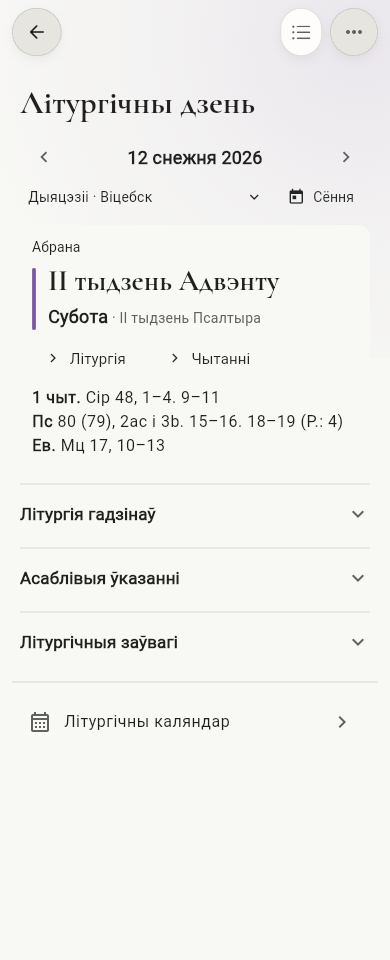 Літургічны дзень
12 снежня 2026
Дыяцэзіі · Віцебск
Сёння
Абрана
II тыдзень Адвэнту
Субота · II тыдзень Псалтыра
Літургія
Чытанні
1 чыт. Сір 48, 1–4. 9–11
Пс 80 (79), 2ac i 3b. 15–16. 18–19 (Р.: 4)
Ев. Мц 17, 10–13
Літургія гадзінаў
Асаблівыя ўказанні
Літургічныя заўвагі
Літургічны каляндар